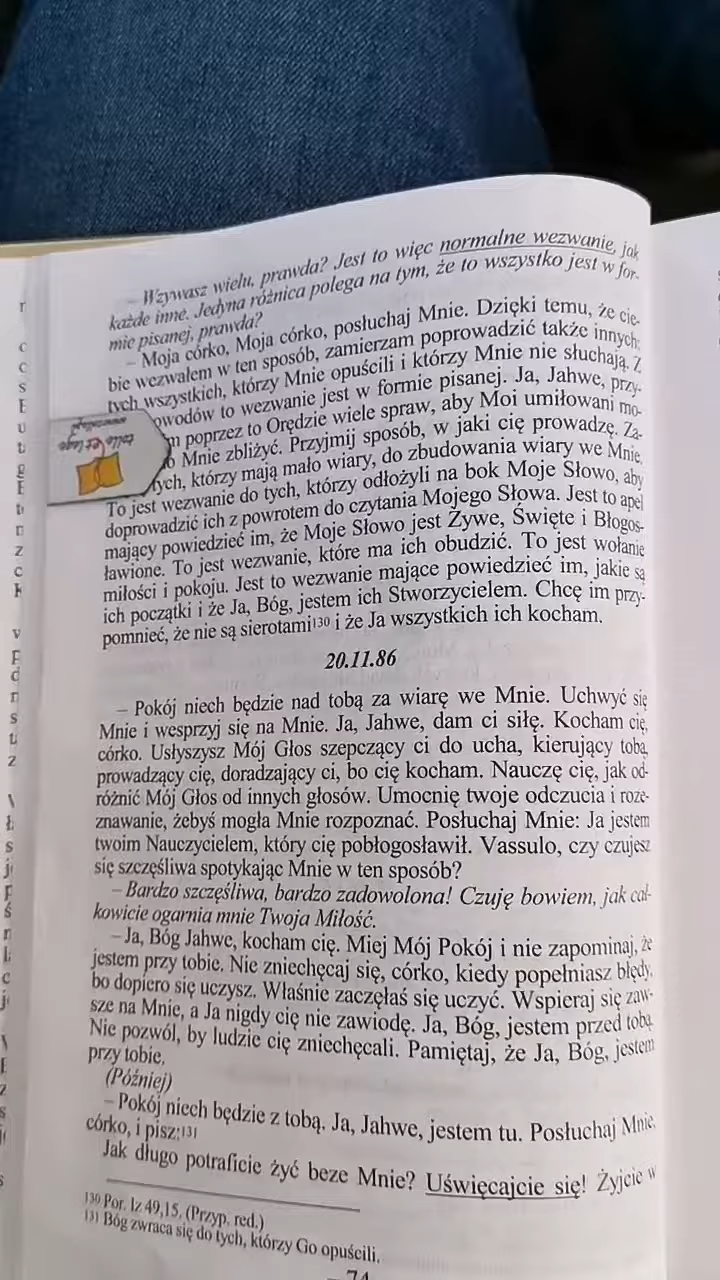 – Wzywasz wielu, prawda? Jest to więc normalne wezwanie, jak
każde inne. Jedyna różnica polega na tym, że to wszystko jest w for-
mie pisanej, prawda?
– Moja córko, Moja córko, posłuchaj Mnie. Dzięki temu, że cie-
bie wezwałem w ten sposób, zamierzam poprowadzić także innych;
tych wszystkich, którzy Mnie opuścili i którzy Mnie nie słuchają. Z
owodów to wezwanie jest w formie pisanej. Ja, Jahwe, przy-
m poprzez to Orędzie wiele spraw, aby Moi umiłowani mo-
o Mnie zbliżyć. Przyjmij sposób, w jaki cię prowadzę. Za-
tych, którzy mają mało wiary, do zbudowania wiary we Mnie.
To jest wezwanie do tych, którzy odłożyli na bok Moje Słowo, aby
doprowadzić ich z powrotem do czytania Mojego Słowa. Jest to apel
mający powiedzieć im, że Moje Słowo jest Żywe, Święte i Błogos-
ławione. To jest wezwanie, które ma ich obudzić. To jest wołanie
miłości i pokoju. Jest to wezwanie mające powiedzieć im, jakie są
ich początki i że Ja, Bóg, jestem ich Stworzycielem. Chcę im przy-
pomnieć, że nie są sierotami130 i że Ja wszystkich ich kocham.
20.11.86
– Pokój niech będzie nad tobą za wiarę we Mnie. Uchwyć się
Mnie i wesprzyj się na Mnie. Ja, Jahwe, dam ci siłę. Kocham cię,
córko. Usłyszysz Mój Głos szepczący ci do ucha, kierujący tobą,
prowadzący cię, doradzający ci, bo cię kocham. Nauczę cię, jak od-
różnić Mój Głos od innych głosów. Umocnię twoje odczucia i roze-
znawanie, żebyś mogła Mnie rozpoznać. Posłuchaj Mnie: Ja jestem
twoim Nauczycielem, który cię pobłogosławił. Vassulo, czy czujesz
się szczęśliwa spotykając Mnie w ten sposób?
– Bardzo szczęśliwa, bardzo zadowolona! Czuję bowiem, jak cał-
kowicie ogarnia mnie Twoja Miłość.
– Ja, Bóg Jahwe, kocham cię. Miej Mój Pokój i nie zapominaj, że
jestem przy tobie. Nie zniechęcaj się, córko, kiedy popełniasz błędy,
bo dopiero się uczysz. Właśnie zaczęłaś się uczyć. Wspieraj się zaw-
sze na Mnie, a Ja nigdy cię nie zawiodę. Ja, Bóg, jestem przed tobą.
Nie pozwól, by ludzie cię zniechęcali. Pamiętaj, że Ja, Bóg, jestem
przy tobie.
(Później)
– Pokój niech będzie z tobą. Ja, Jahwe, jestem tu. Posłuchaj Mnie,
córko, i pisz:131
Jak długo potraficie żyć beze Mnie? Uświęcajcie się! Żyjcie w
130 Por. Iz 49,15. (Przyp. red.)
131 Bóg zwraca się do tych, którzy Go opuścili.
– 74
tolle et lege